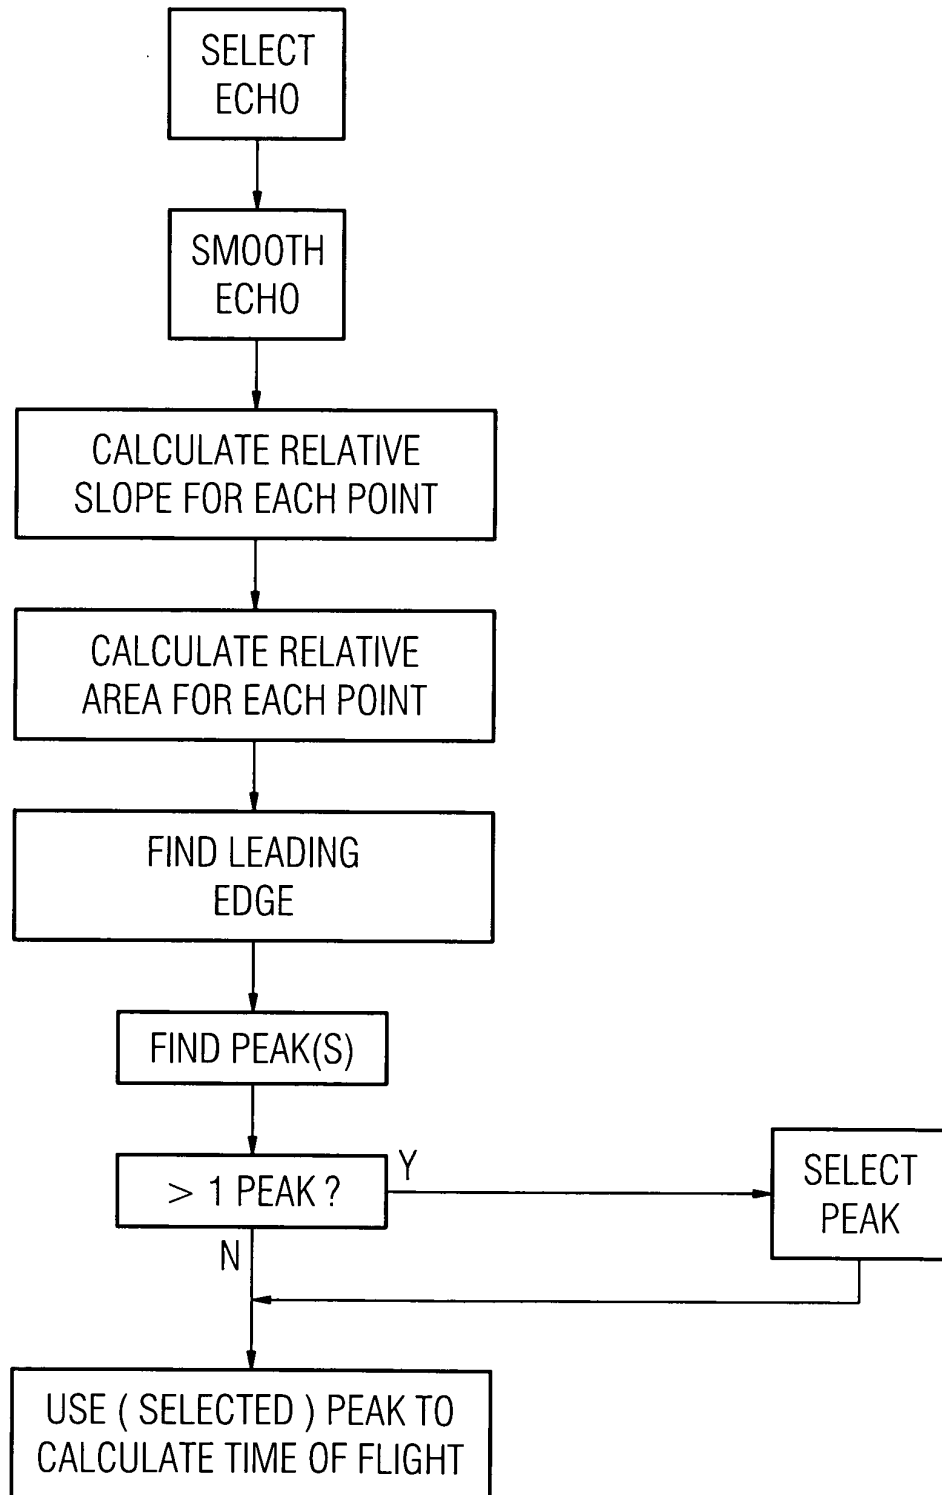 SELECT
ECHO
SMOOTH
ECHO
CALCULATE RELATIVE
SLOPE FOR EACH POINT
CALCULATE RELATIVE
AREA FOR EACH POINT
FIND LEADING
EDGE
FIND PEAK(S)
> 1 PEAK ?
Y
SELECT
PEAK
N
USE ( SELECTED ) PEAK TO
CALCULATE TIME OF FLIGHT